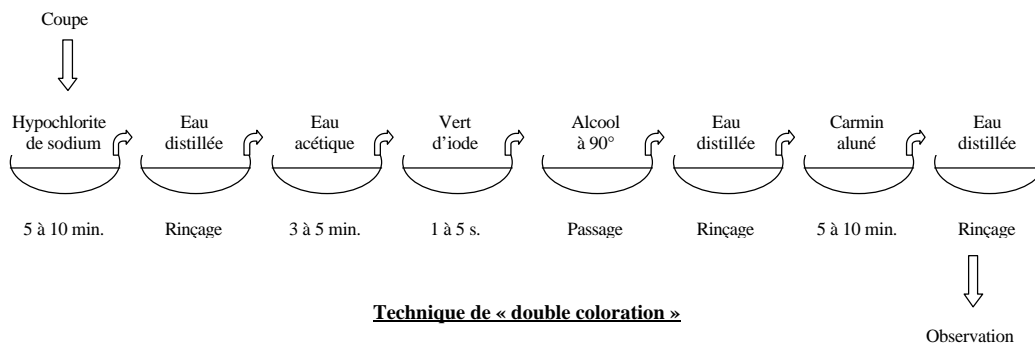 Coupe
Hypochlorite
de sodium
Eau
distillée
Eau
acétique
Vert
d'iode
Alcool
à 90°
Eau
distillée
Carmin
aluné
Eau
distillée
5 à 10 min.
Rinçage
3 à 5 min.
1 à 5 s.
Passage
Rinçage
5 à 10 min.
Rinçage
Technique de « double coloration »
Observation